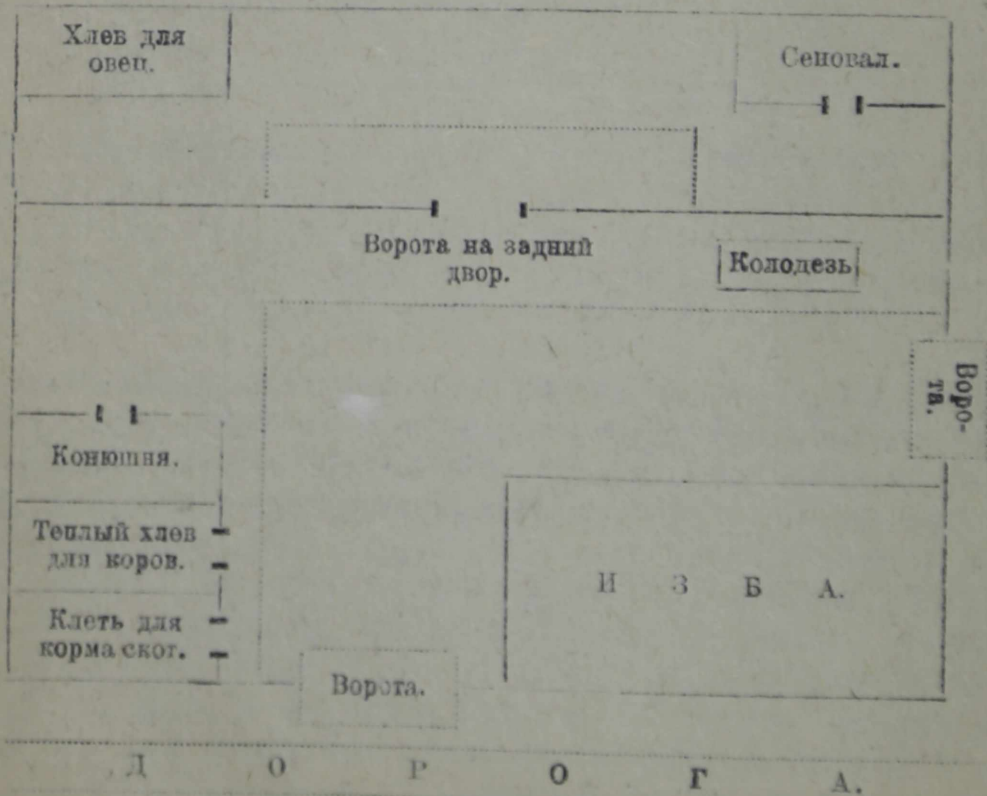 Хлев для
овец.
Сеновал.
Ворота на задний
двор.
Колодезь
Воро-
та.
Конюшня.
Теплый хлев
для коров.
Клеть для
корма скот.
И З Б А.
Ворота.
Д О Р О Г А.